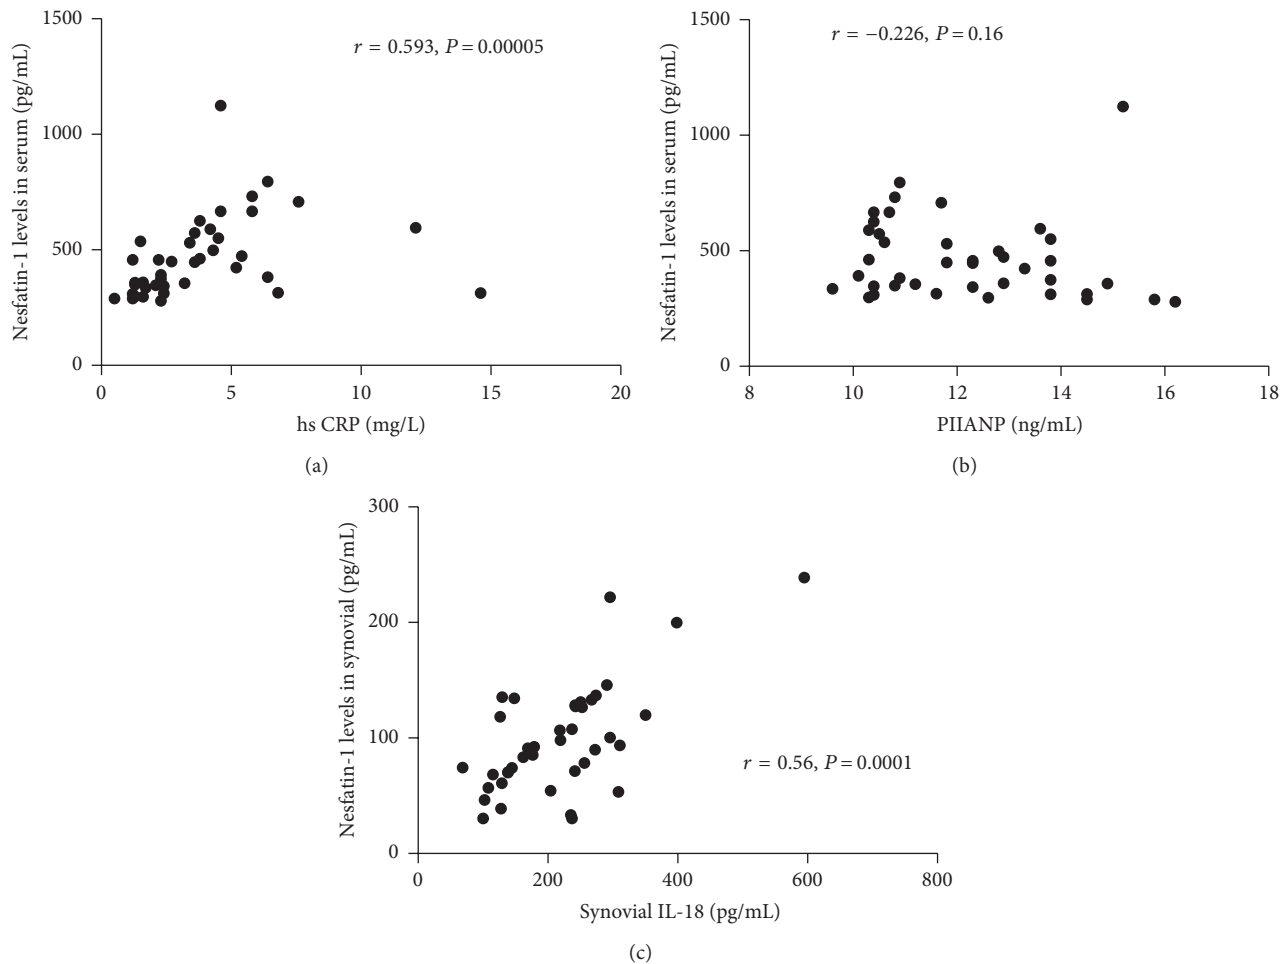 1500
1000
500
0
Nesfatin-1 levels in serum (pg/mL)
r = 0.593, P = 0.00005
0 5 10 15 20
hs CRP (mg/L)
(a)
1500
1000
500
0
Nesfatin-1 levels in serum (pg/mL)
r = −0.226, P = 0.16
8 10 12 14 16 18
PIIANP (ng/mL)
(b)
300
200
100
0
Nesfatin-1 levels in synovial (pg/mL)
r = 0.56, P = 0.0001
0 200 400 600 800
Synovial IL-18 (pg/mL)
(c)